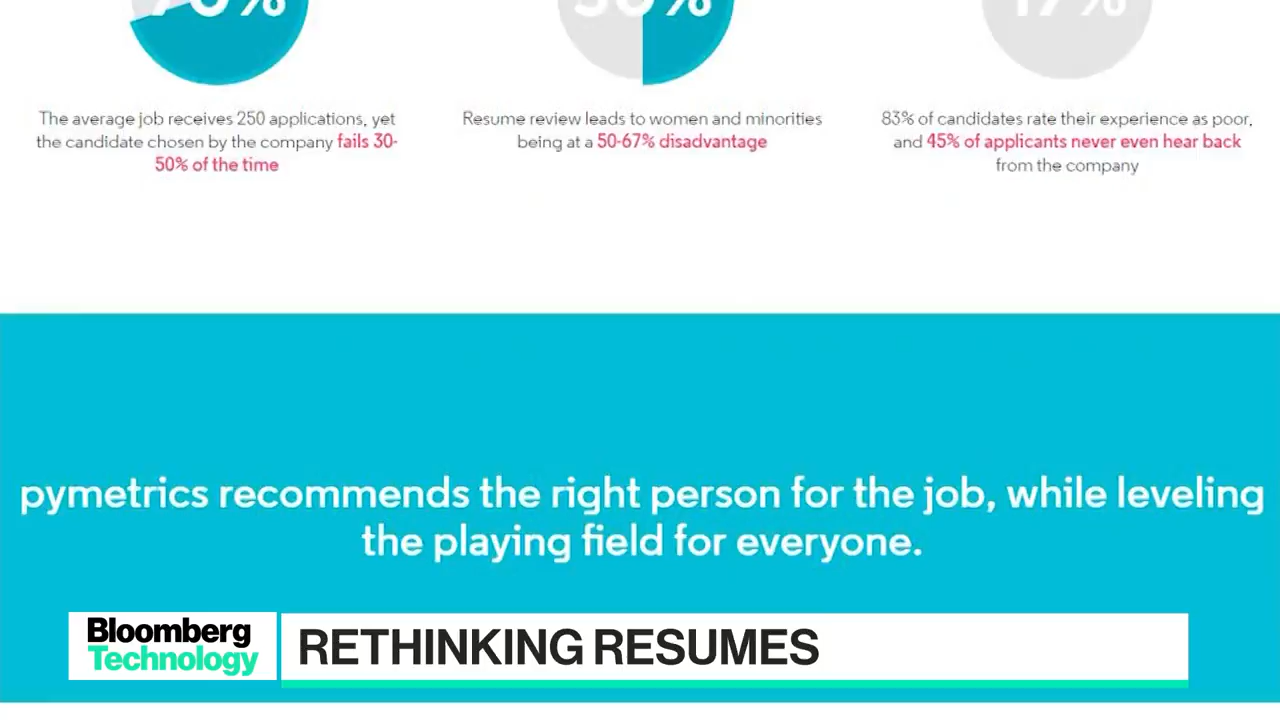 The average job receives 250 applications, yet
the candidate chosen by the company fails 30-
50% of the time
Resume review leads to women and minorities
being at a 50-67% disadvantage
83% of candidates rate their experience as poor,
and 45% of applicants never even hear back
from the company
pymetrics recommends the right person for the job, while leveling
the playing field for everyone.
Bloomberg
Technology
RETHINKING RESUMES